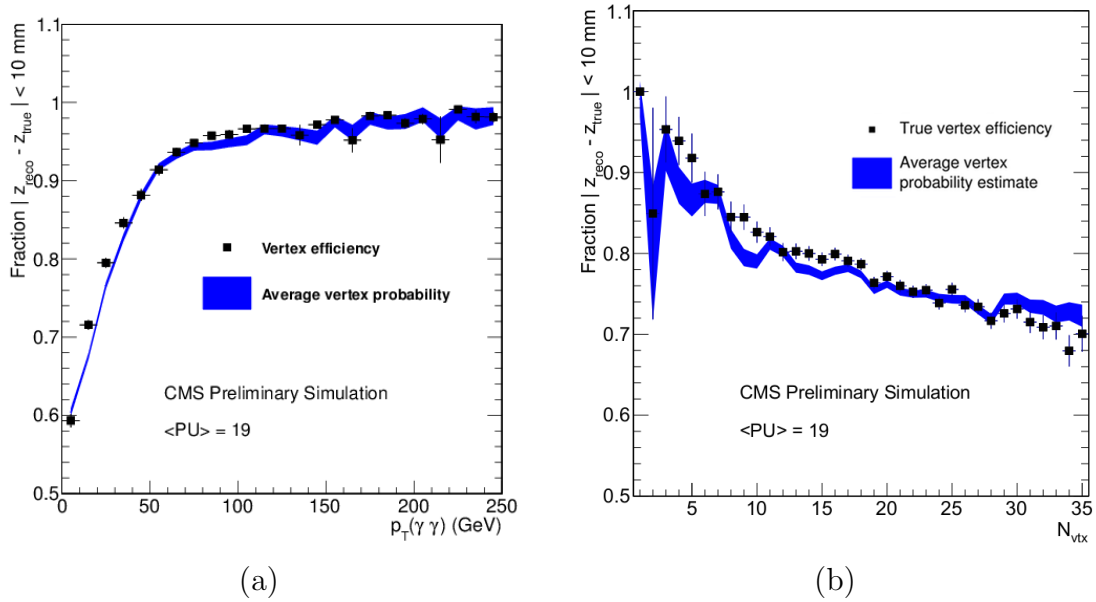 Fraction | z_reco - z_true | < 10 mm
1.1
1
0.9
0.8
0.7
0.6
0.5
Vertex efficiency
Average vertex probability
CMS Preliminary Simulation
<PU> = 19
0 50 100 150 200 250
p_T(γ γ) (GeV)
(a)
Fraction | z_reco - z_true | < 10 mm
1.1
1
0.9
0.8
0.7
0.6
0.5
True vertex efficiency
Average vertex
probability estimate
CMS Preliminary Simulation
<PU> = 19
5 10 15 20 25 30 35
N_vtx
(b)